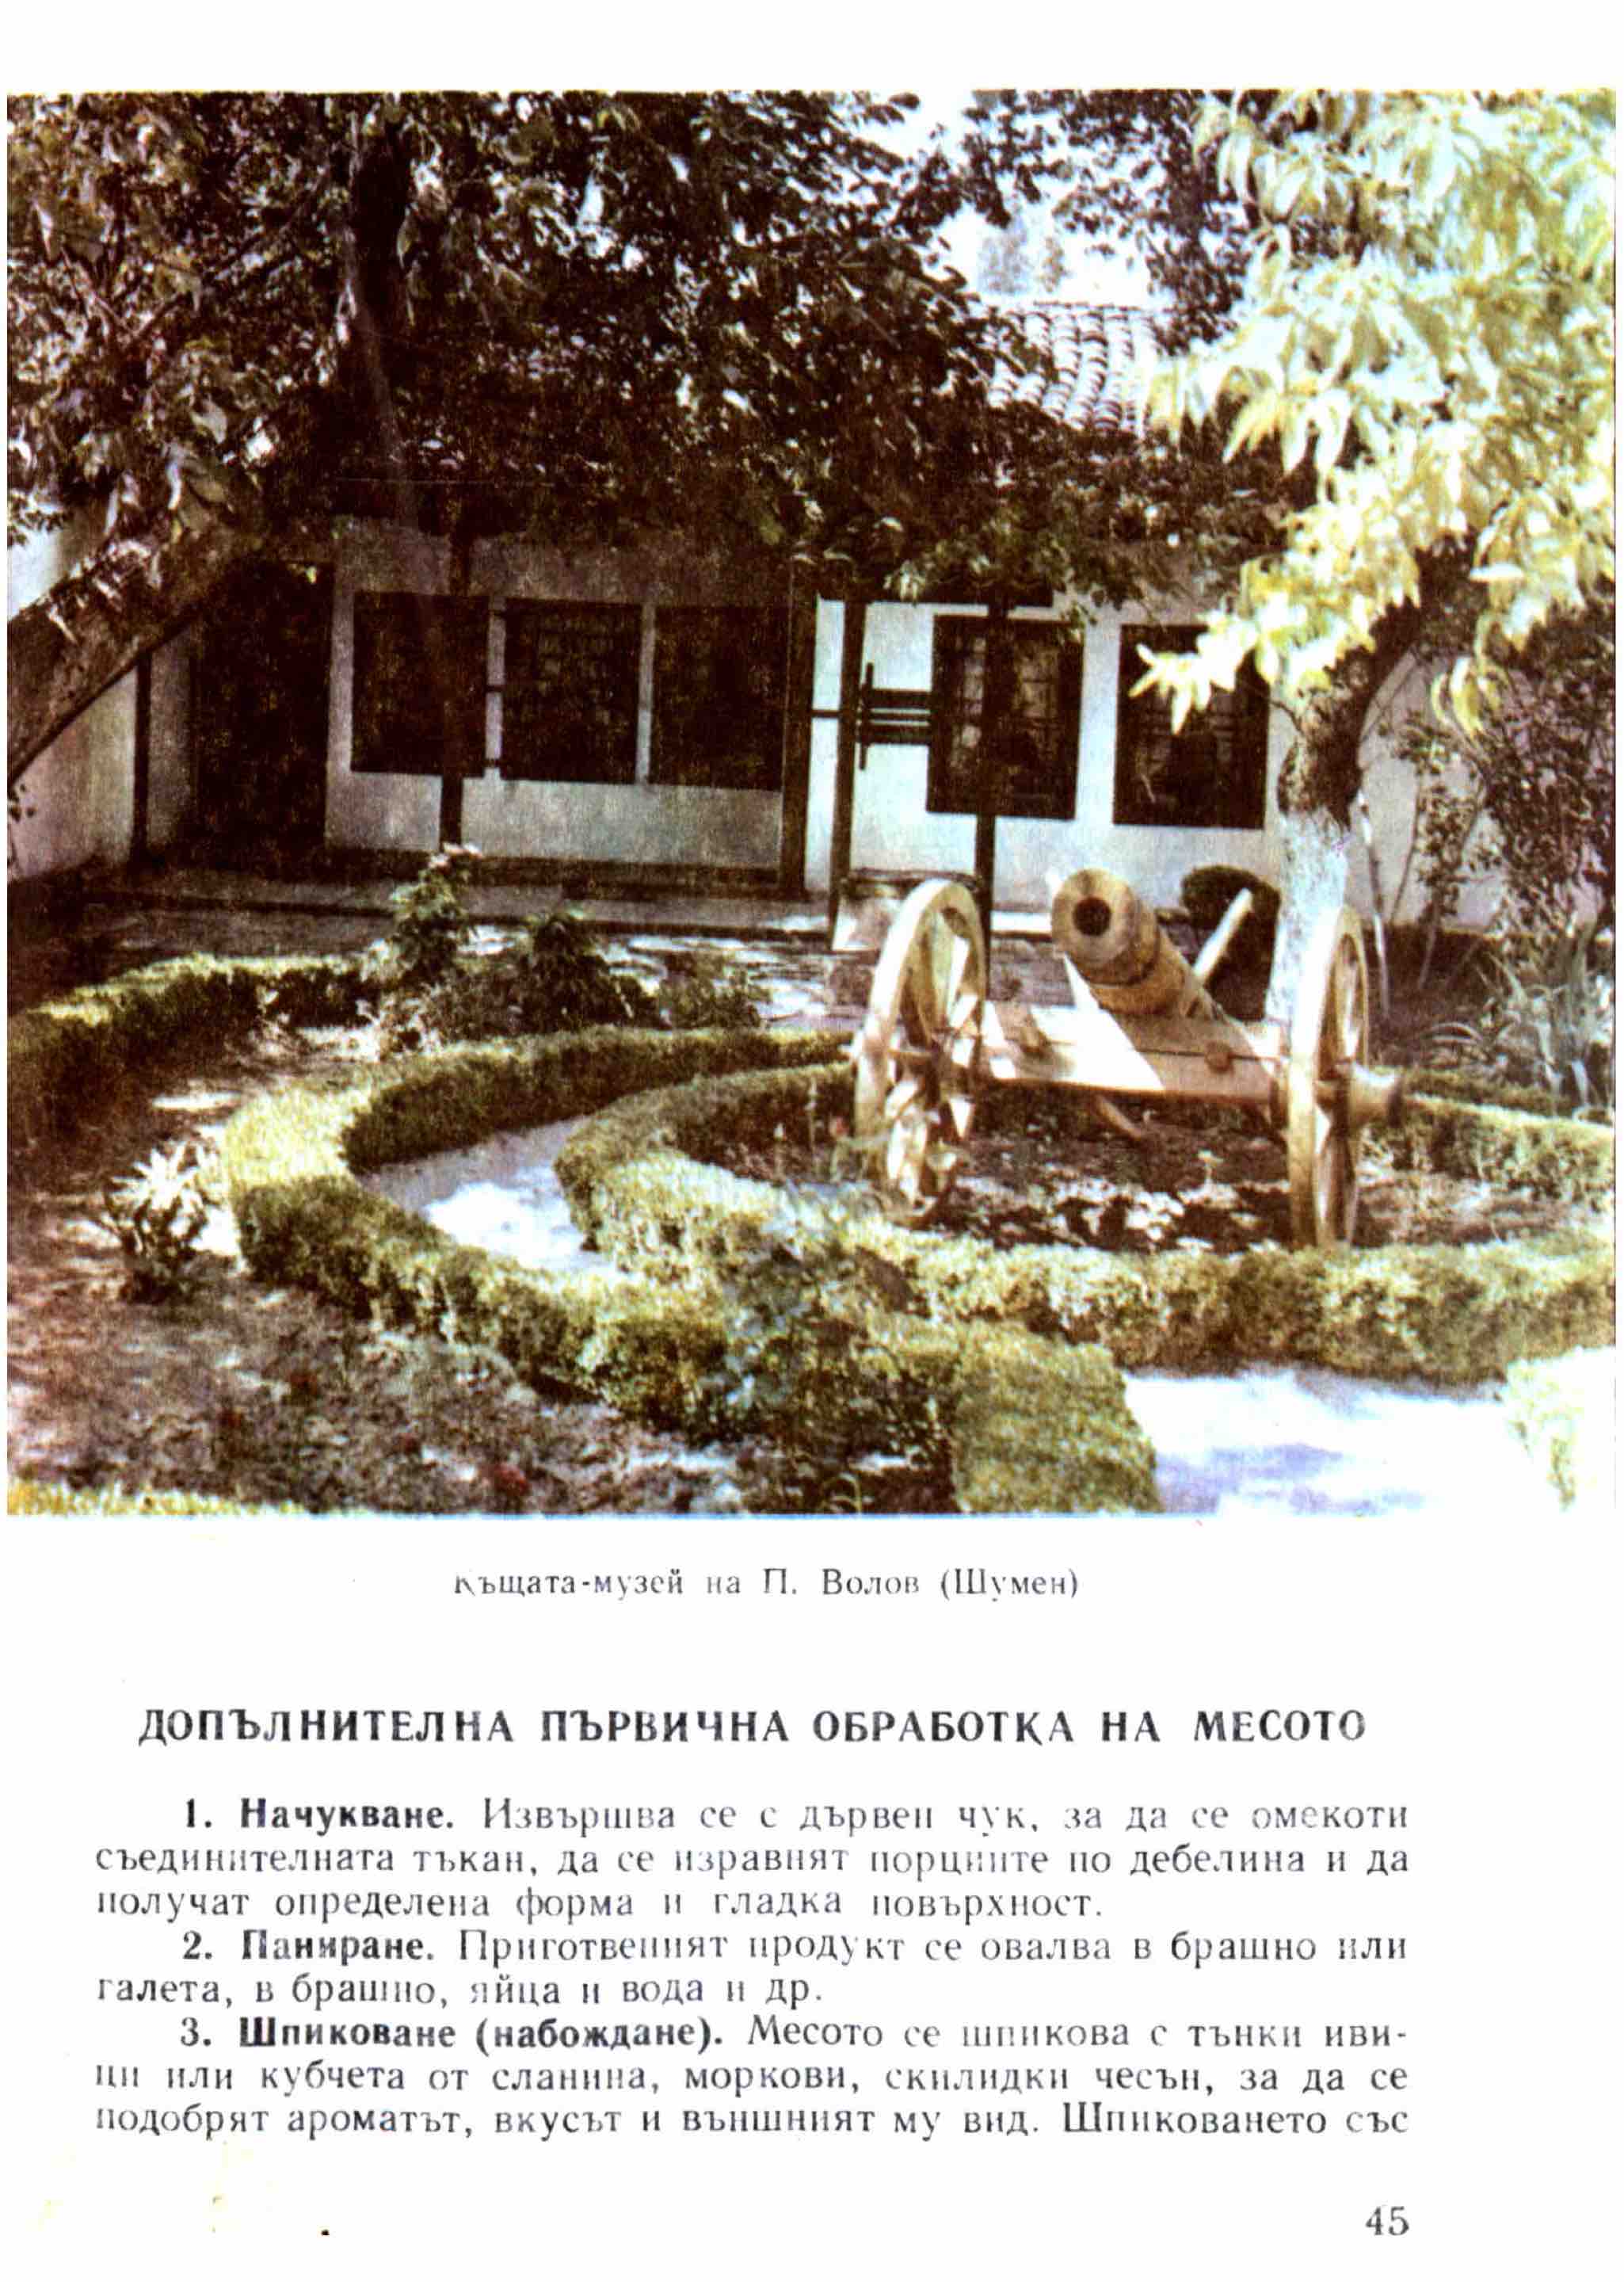 Къщата-музей на П. Волов (Шумен)
ДОПЪЛНИТЕЛНА ПЪРВИЧНА ОБРАБОТКА НА МЕСОТО
1. Начукване. Извършва се с дървен чук, за да се омекоти
съединителната тъкан, да се изравнят порциите по дебелина и да
получат определена форма и гладка повърхност.
2. Паниране. Приготвеният продукт се овалва в брашно или
галета, в брашно, яйца и вода и др.
3. Шпиковане (набождане). Месото се шпикова с тънки иви-
ци или кубчета от сланина, моркови, скилидки чесън, за да се
подобрят ароматът, вкусът и външният му вид. Шпиковането със
45